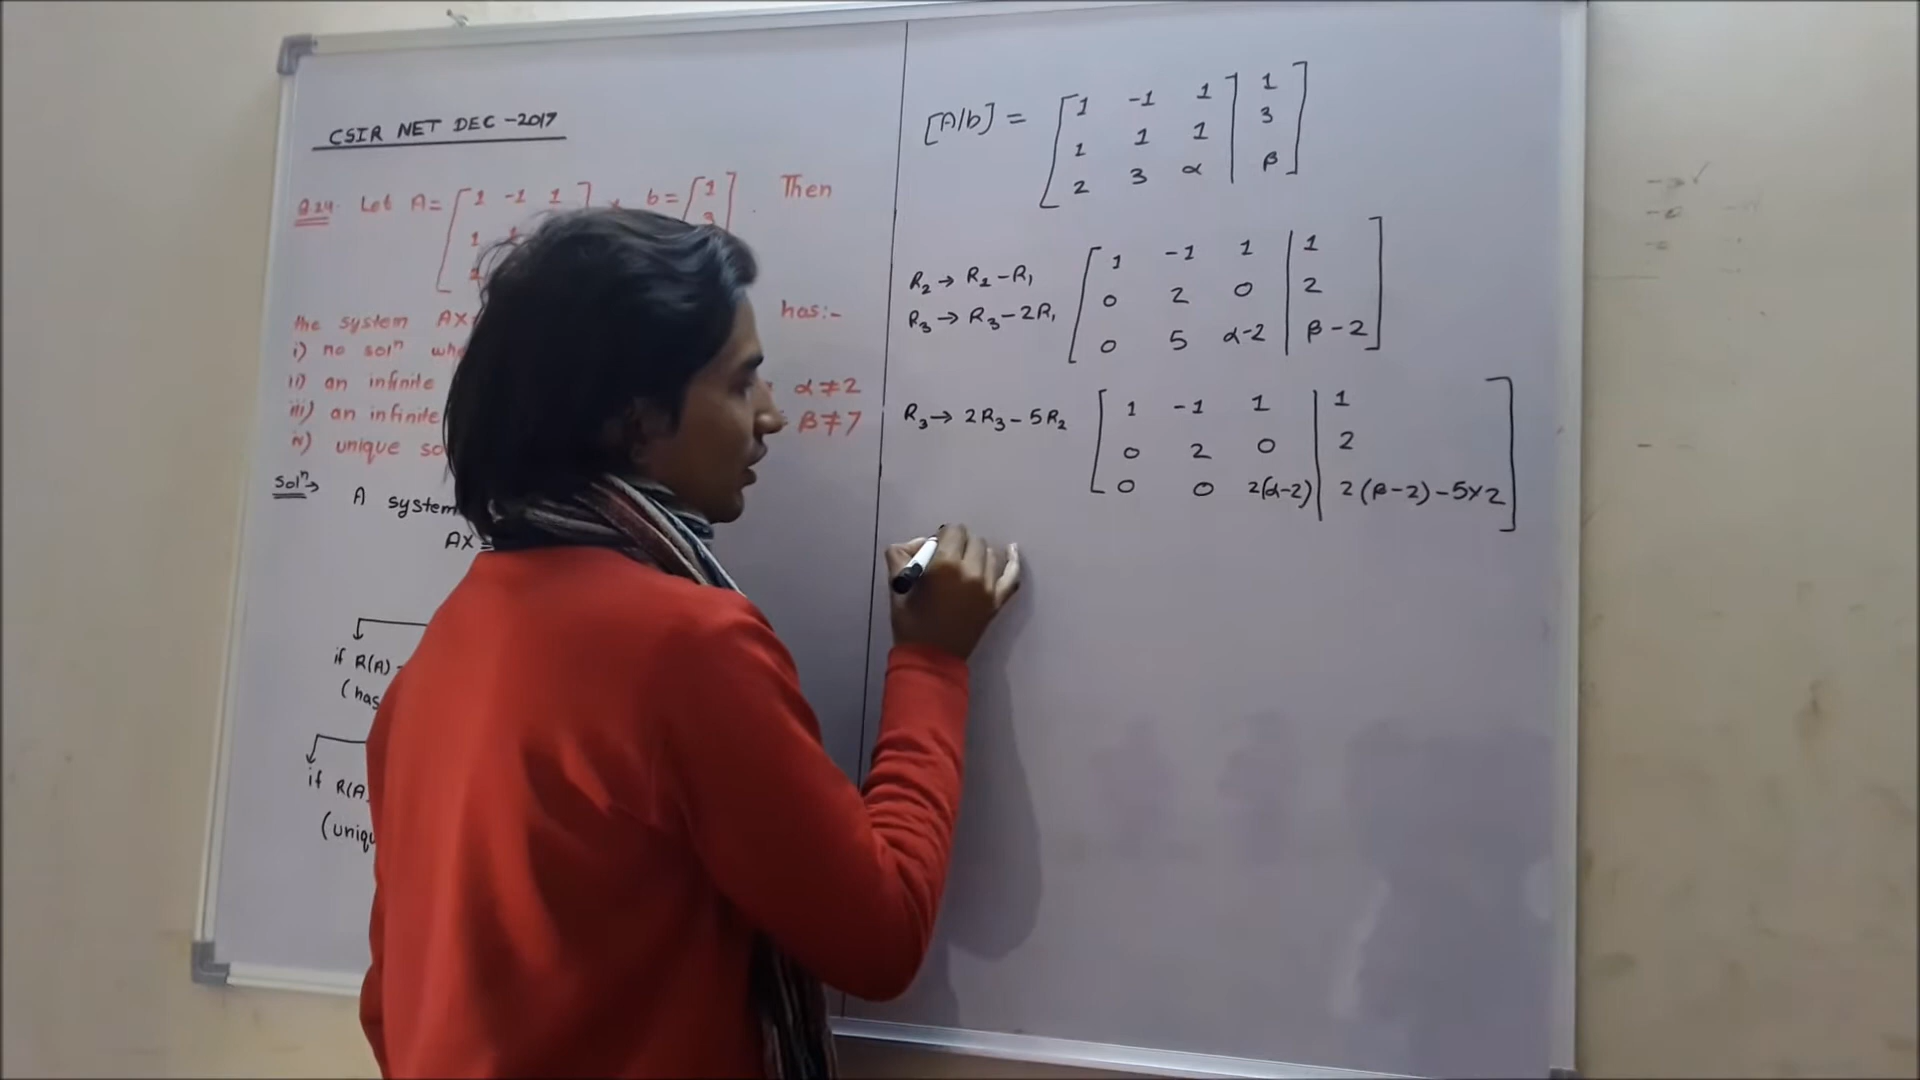 CSIR NET DEC -2017
Q24. Let A = [ 1 -1 1 ] b = [ 1 Then
1 3
the system AX has:-
i) no solⁿ
ii) an infinite α≠2
iii) an infinite β≠7
iv) unique
Solⁿ→ A system
AX =
if R(A)
(has
if R(A)
(uniqu
[A/b] = [ 1 -1 1 | 1 ]
1 1 1 | 3
2 3 α | β
R₂ → R₂ - R₁ [ 1 -1 1 | 1 ]
0 2 0 | 2
R₃ → R₃ - 2R₁ 0 5 α-2 | β-2
R₃ → 2R₃ - 5R₂ [ 1 -1 1 | 1 ]
0 2 0 | 2
0 0 2(α-2) | 2(β-2)-5×2